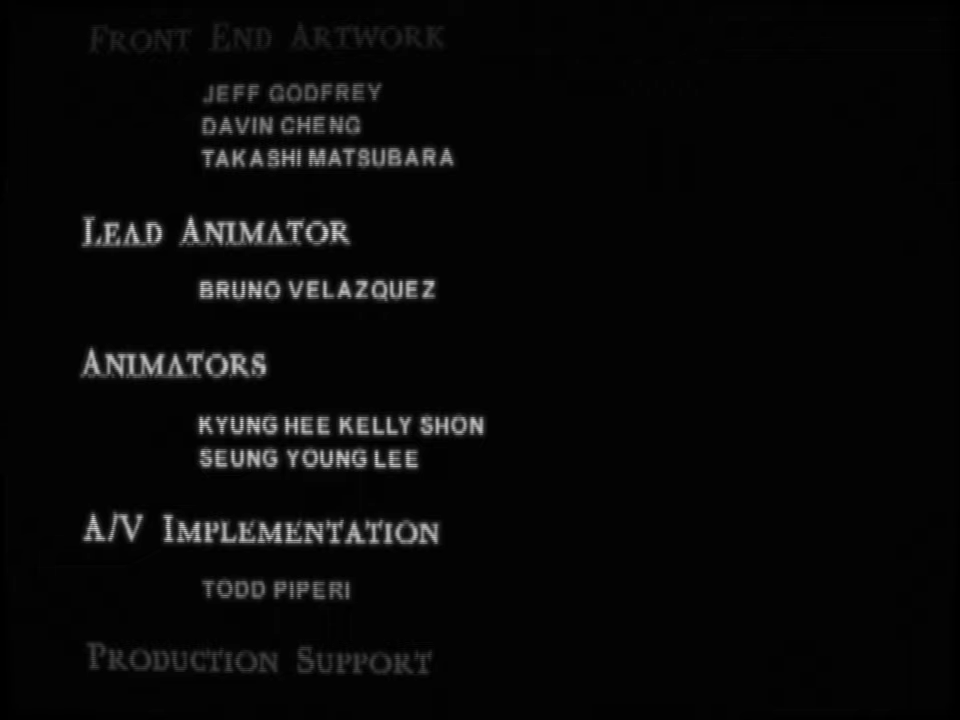 FRONT END ARTWORK
JEFF GODFREY
DAVIN CHENG
TAKASHI MATSUBARA
LEAD ANIMATOR
BRUNO VELAZQUEZ
ANIMATORS
KYUNG HEE KELLY SHON
SEUNG YOUNG LEE
A/V IMPLEMENTATION
TODD PIPERI
PRODUCTION SUPPORT